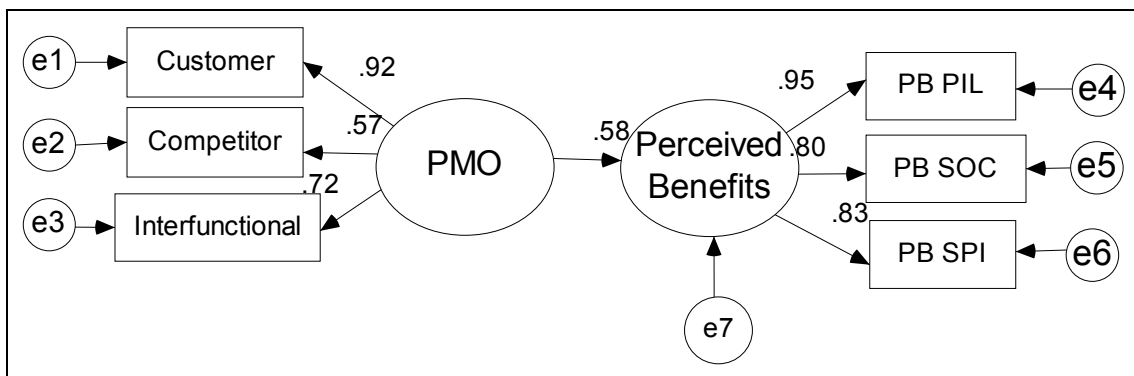 e1
Customer
.92
e2
Competitor
.57
e3
Interfunctional
.72
PMO
.58
Perceived
Benefits
.95
PB PIL
e4
.80
PB SOC
e5
.83
PB SPI
e6
e7